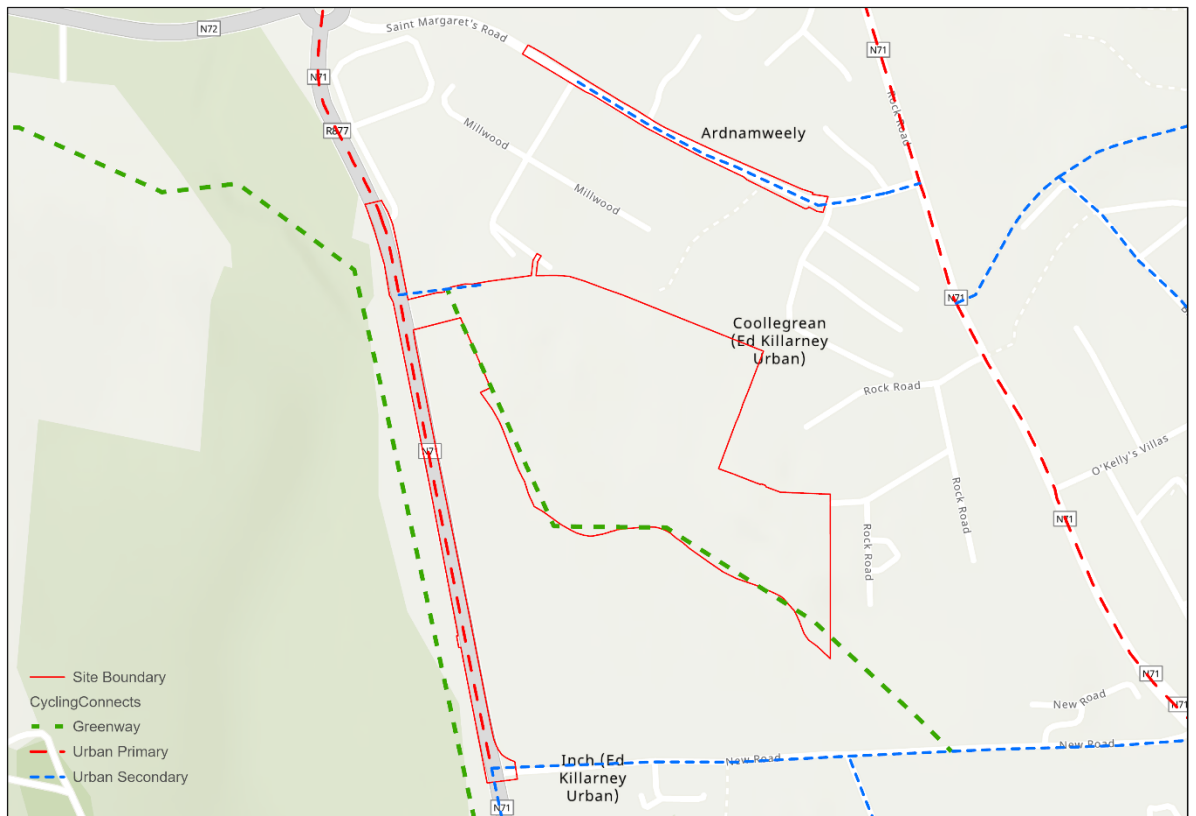 N72
Saint Margaret's Road
N71
N71
R877
Rock Road
Millwood
Ardnamweely
Millwood
N71
Coollegrean
(Ed Killarney
Urban)
Rock Road
N71
O'Kelly's Villas
Rock Road
N71
Rock Road
Site Boundary
CyclingConnects
Greenway
Urban Primary
Urban Secondary
N71
New Road
N71
New Road
New Road
Inch (Ed
Killarney
Urban)
N71